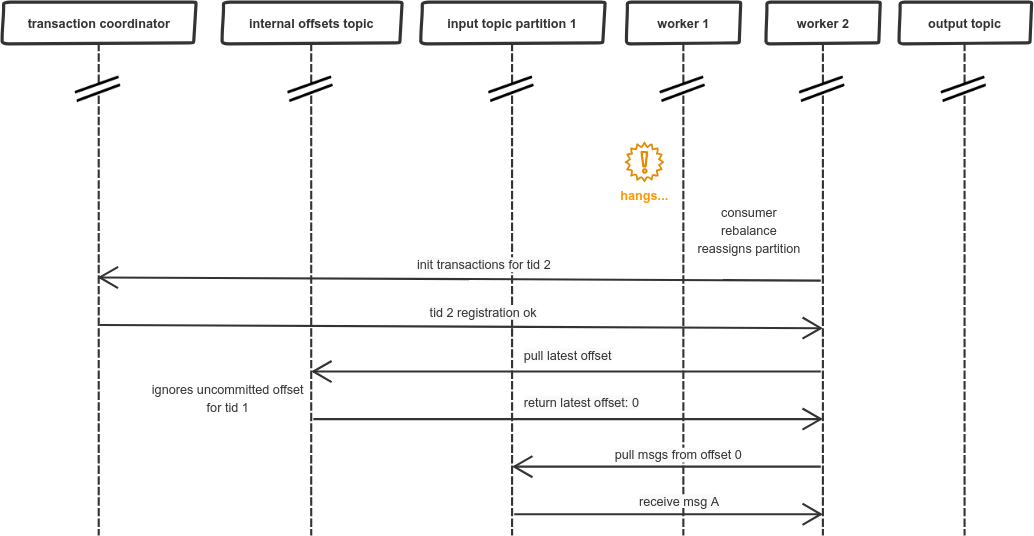 transaction coordinator
internal offsets topic
input topic partition 1
worker 1
worker 2
output topic
hangs...
consumer
rebalance
reassigns partition
init transactions for tid 2
tid 2 registration ok
pull latest offset
ignores uncommitted offset
for tid 1
return latest offset: 0
pull msgs from offset 0
receive msg A